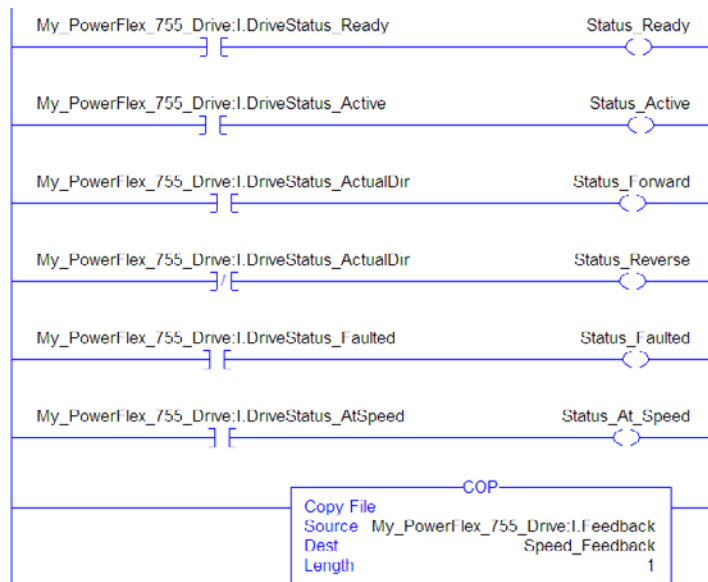 My_PowerFlex_755_Drive:I.DriveStatus_Ready Status_Ready
My_PowerFlex_755_Drive:I.DriveStatus_Active Status_Active
My_PowerFlex_755_Drive:I.DriveStatus_ActualDir Status_Forward
My_PowerFlex_755_Drive:I.DriveStatus_ActualDir Status_Reverse
My_PowerFlex_755_Drive:I.DriveStatus_Faulted Status_Faulted
My_PowerFlex_755_Drive:I.DriveStatus_AtSpeed Status_At_Speed
COP
Copy File
Source My_PowerFlex_755_Drive:I.Feedback
Dest Speed_Feedback
Length 1